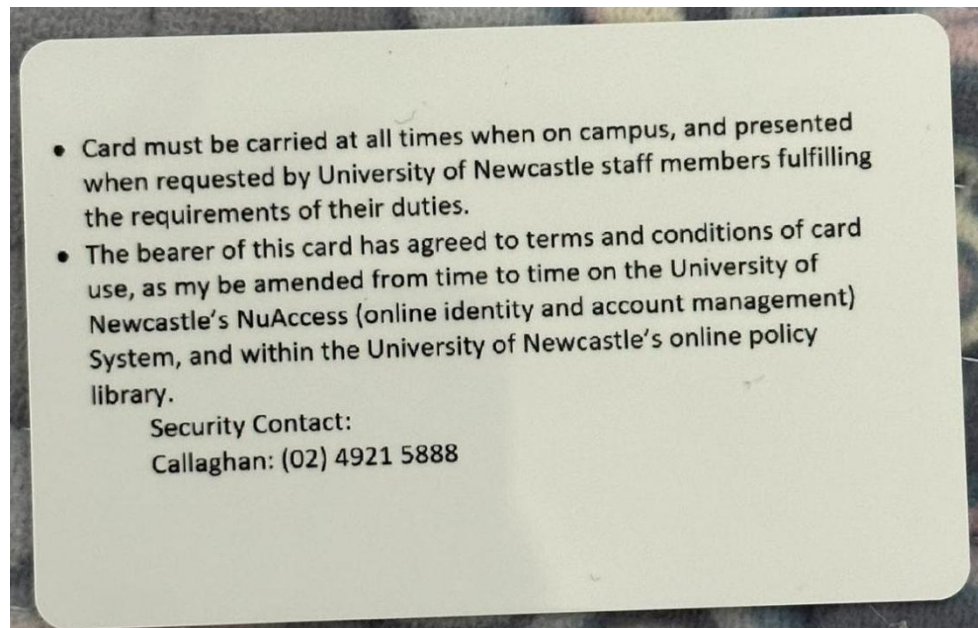 • Card must be carried at all times when on campus, and presented
when requested by University of Newcastle staff members fulfilling
the requirements of their duties.
• The bearer of this card has agreed to terms and conditions of card
use, as my be amended from time to time on the University of
Newcastle's NuAccess (online identity and account management)
System, and within the University of Newcastle's online policy
library.
Security Contact:
Callaghan: (02) 4921 5888